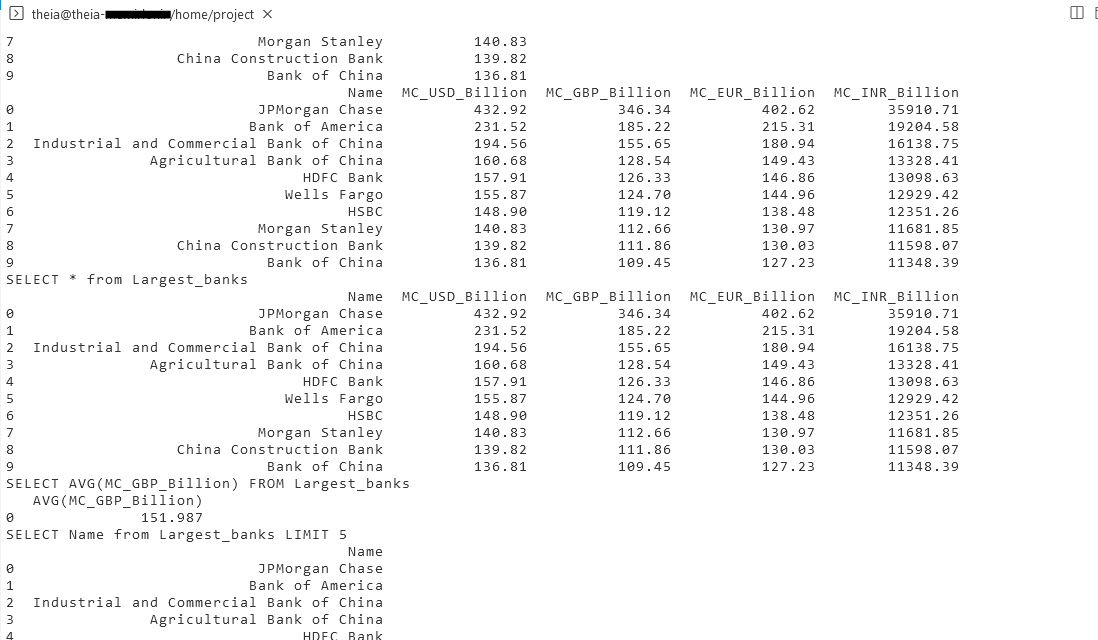 theia@theia-/home/project ×
7 Morgan Stanley 140.83
8 China Construction Bank 139.82
9 Bank of China 136.81
Name MC_USD_Billion MC_GBP_Billion MC_EUR_Billion MC_INR_Billion
0 JPMorgan Chase 432.92 346.34 402.62 35910.71
1 Bank of America 231.52 185.22 215.31 19204.58
2 Industrial and Commercial Bank of China 194.56 155.65 180.94 16138.75
3 Agricultural Bank of China 160.68 128.54 149.43 13328.41
4 HDFC Bank 157.91 126.33 146.86 13098.63
5 Wells Fargo 155.87 124.70 144.96 12929.42
6 HSBC 148.90 119.12 138.48 12351.26
7 Morgan Stanley 140.83 112.66 130.97 11681.85
8 China Construction Bank 139.82 111.86 130.03 11598.07
9 Bank of China 136.81 109.45 127.23 11348.39
SELECT * from Largest_banks
Name MC_USD_Billion MC_GBP_Billion MC_EUR_Billion MC_INR_Billion
0 JPMorgan Chase 432.92 346.34 402.62 35910.71
1 Bank of America 231.52 185.22 215.31 19204.58
2 Industrial and Commercial Bank of China 194.56 155.65 180.94 16138.75
3 Agricultural Bank of China 160.68 128.54 149.43 13328.41
4 HDFC Bank 157.91 126.33 146.86 13098.63
5 Wells Fargo 155.87 124.70 144.96 12929.42
6 HSBC 148.90 119.12 138.48 12351.26
7 Morgan Stanley 140.83 112.66 130.97 11681.85
8 China Construction Bank 139.82 111.86 130.03 11598.07
9 Bank of China 136.81 109.45 127.23 11348.39
SELECT AVG(MC_GBP_Billion) FROM Largest_banks
AVG(MC_GBP_Billion)
0 151.987
SELECT Name from Largest_banks LIMIT 5
Name
0 JPMorgan Chase
1 Bank of America
2 Industrial and Commercial Bank of China
3 Agricultural Bank of China
4 HDFC Bank